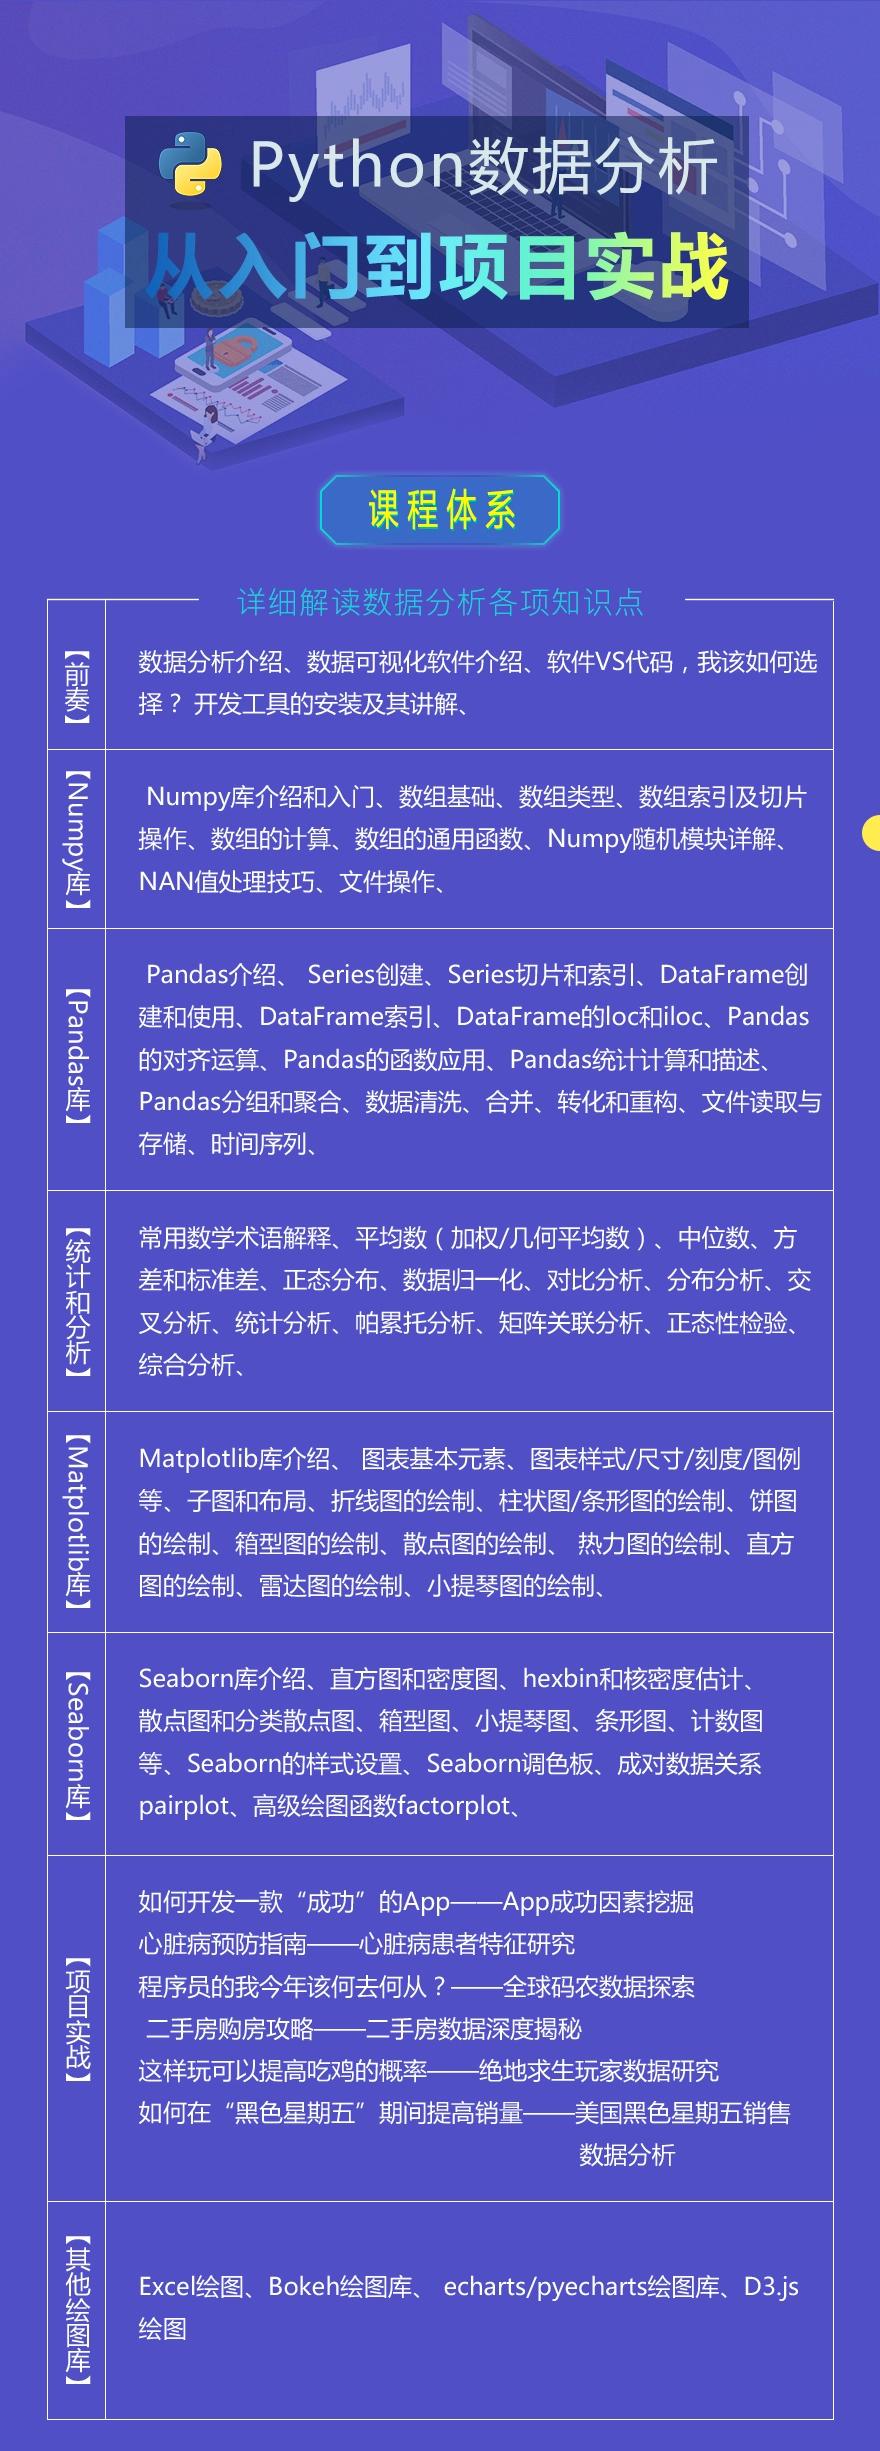 Python数据分析
从入门到项目实战
课程体系
详细解读数据分析各项知识点
【前奏】
数据分析介绍、数据可视化软件介绍、软件VS代码，我该如何选
择？ 开发工具的安装及其讲解、
【Numpy库】
Numpy库介绍和入门、数组基础、数组类型、数组索引及切片
操作、数组的计算、数组的通用函数、Numpy随机模块详解、
NAN值处理技巧、文件操作、
【Pandas库】
Pandas介绍、 Series创建、Series切片和索引、DataFrame创
建和使用、DataFrame索引、DataFrame的loc和iloc、Pandas
的对齐运算、Pandas的函数应用、Pandas统计计算和描述、
Pandas分组和聚合、数据清洗、合并、转化和重构、文件读取与
存储、时间序列、
【统计和分析】
常用数学术语解释、平均数（加权/几何平均数）、中位数、方
差和标准差、正态分布、数据归一化、对比分析、分布分析、交
叉分析、统计分析、帕累托分析、矩阵关联分析、正态性检验、
综合分析、
【Matplotlib库】
Matplotlib库介绍、 图表基本元素、图表样式/尺寸/刻度/图例
等、子图和布局、折线图的绘制、柱状图/条形图的绘制、饼图
的绘制、箱型图的绘制、散点图的绘制、 热力图的绘制、直方
图的绘制、雷达图的绘制、小提琴图的绘制、
【Seaborn库】
Seaborn库介绍、直方图和密度图、hexbin和核密度估计、
散点图和分类散点图、箱型图、小提琴图、条形图、计数图
等、Seaborn的样式设置、Seaborn调色板、成对数据关系
pairplot、高级绘图函数factorplot、
【项目实战】
如何开发一款“成功”的App——App成功因素挖掘
心脏病预防指南——心脏病患者特征研究
程序员的我今年该何去何从？——全球码农数据探索
二手房购房攻略——二手房数据深度揭秘
这样玩可以提高吃鸡的概率——绝地求生玩家数据研究
如何在“黑色星期五”期间提高销量——美国黑色星期五销售
数据分析
【其他绘图库】
Excel绘图、Bokeh绘图库、 echarts/pyecharts绘图库、D3.js
绘图